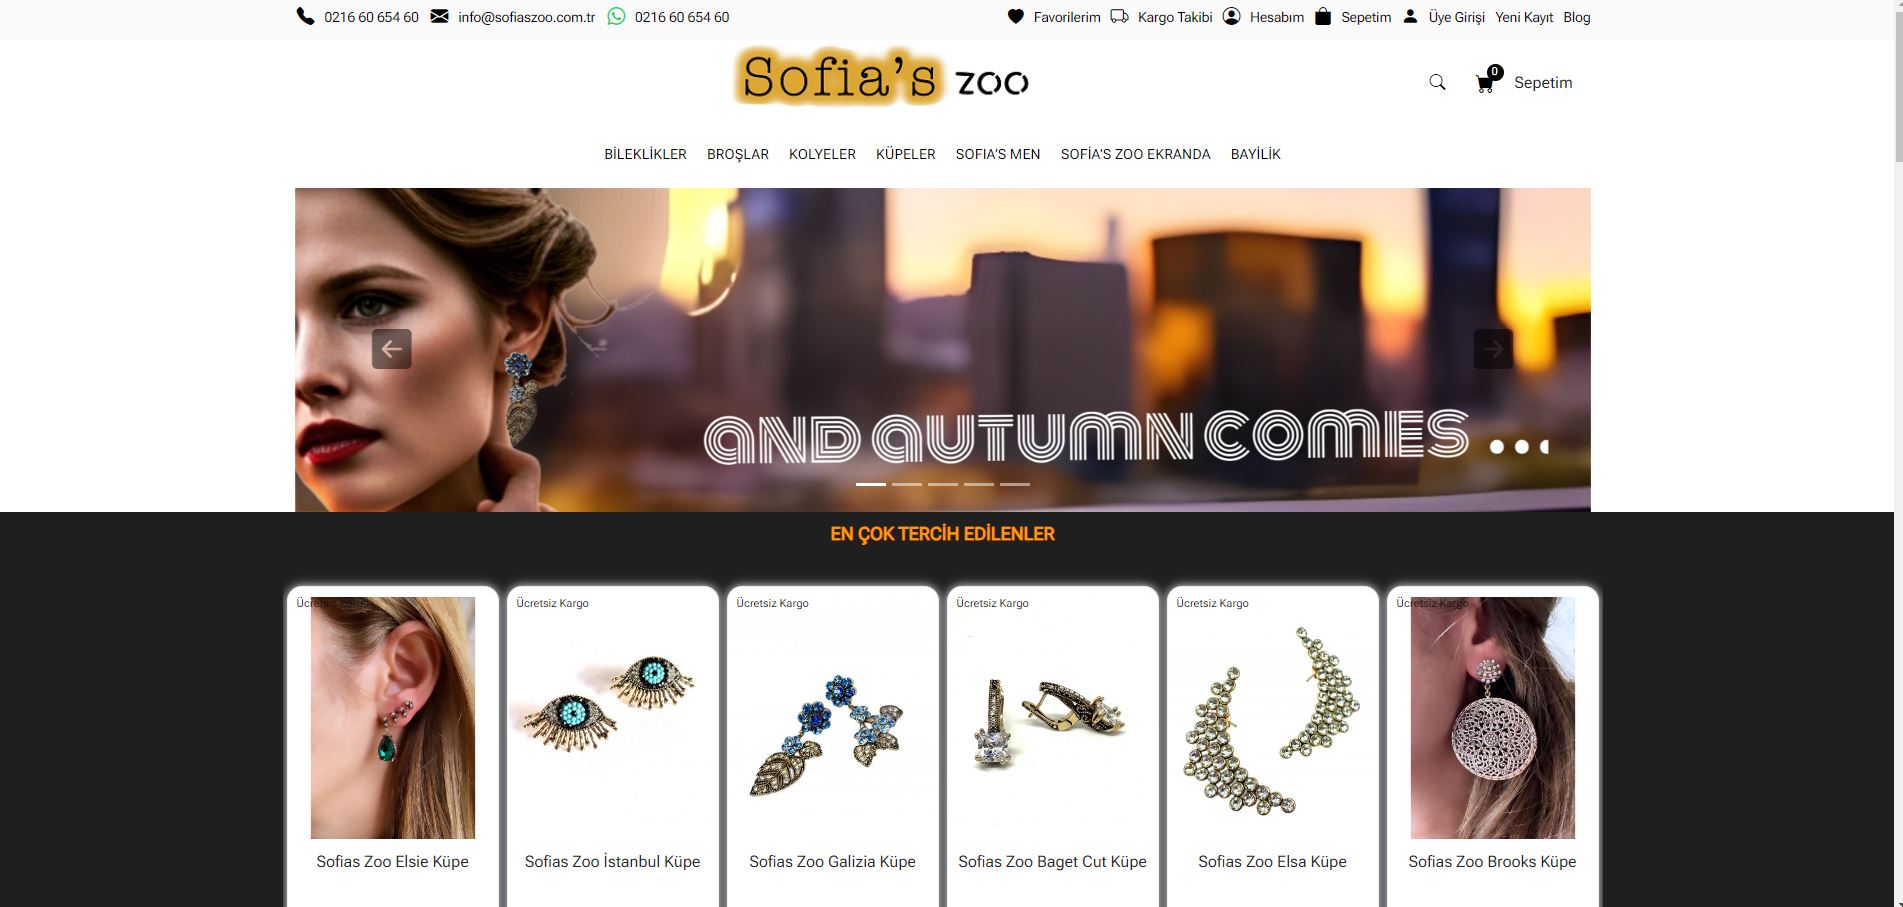 0216 60 654 60 info@sofiaszoo.com.tr 0216 60 654 60 Favorilerim Kargo Takibi Hesabım Sepetim Üye Girişi Yeni Kayıt Blog
Sofia's zoo
0 Sepetim
BİLEKLİKLER BROŞLAR KOLYELER KÜPELER SOFIA'S MEN SOFİA'S ZOO EKRANDA BAYİLİK
AND AUTUMN COMES ...
EN ÇOK TERCİH EDİLENLER
Ücretsiz Kargo Ücretsiz Kargo Ücretsiz Kargo Ücretsiz Kargo Ücretsiz Kargo Ücretsiz Kargo
Sofias Zoo Elsie Küpe Sofias Zoo İstanbul Küpe Sofias Zoo Galizia Küpe Sofias Zoo Baget Cut Küpe Sofias Zoo Elsa Küpe Sofias Zoo Brooks Küpe